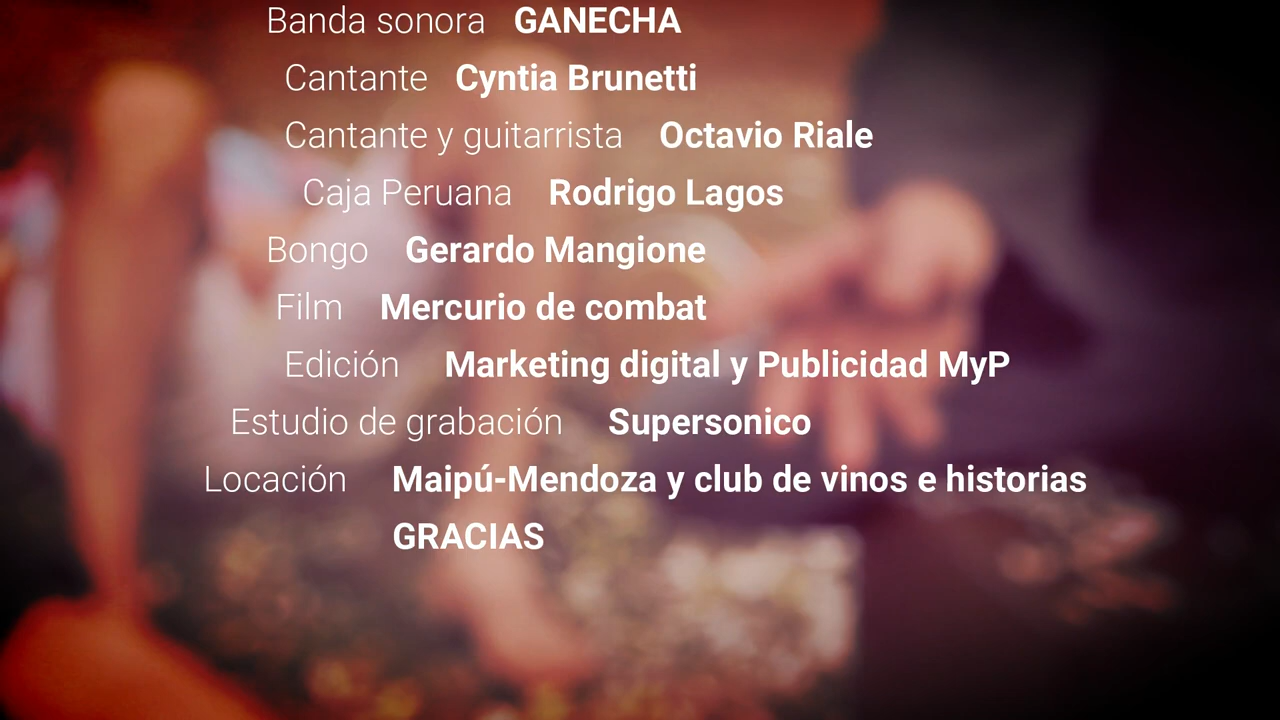 Banda sonora GANECHA
Cantante Cyntia Brunetti
Cantante y guitarrista Octavio Riale
Caja Peruana Rodrigo Lagos
Bongo Gerardo Mangione
Film Mercurio de combat
Edición Marketing digital y Publicidad MyP
Estudio de grabación Supersonico
Locación Maipú-Mendoza y club de vinos e historias
GRACIAS